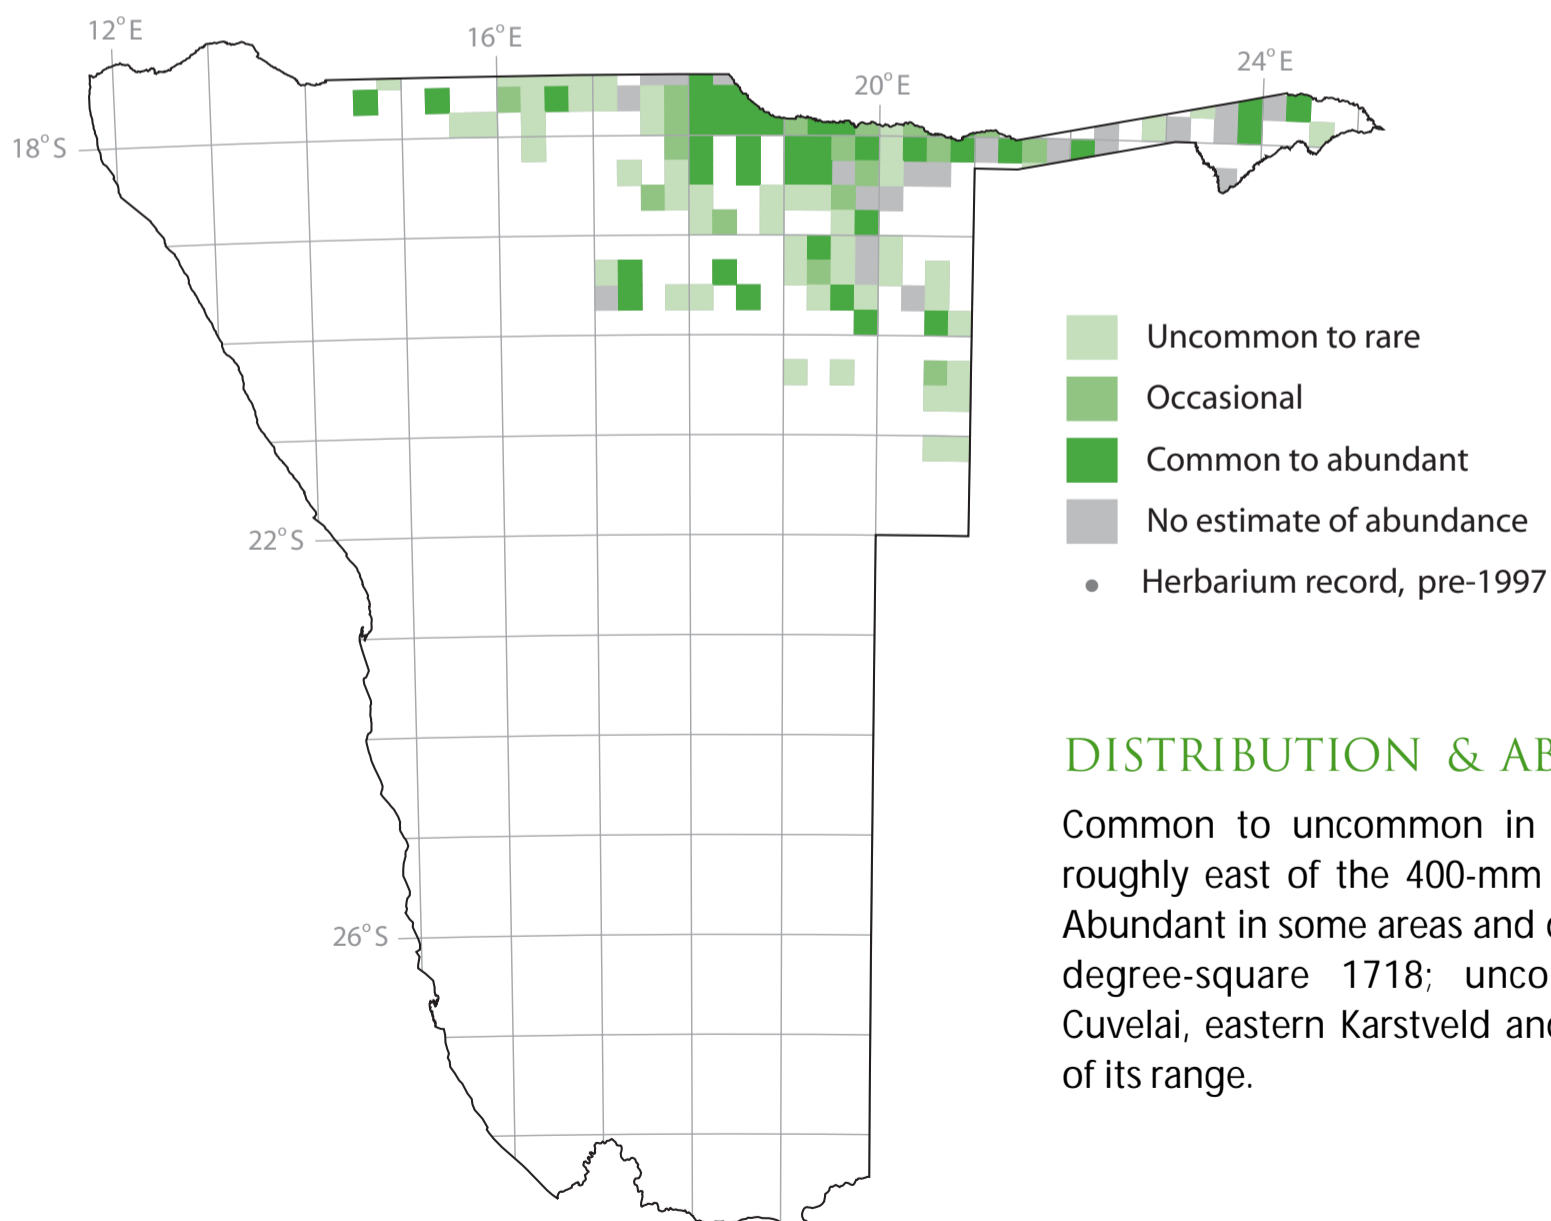 12°E
16°E
20°E
24°E
18°S
22°S
26°S
Uncommon to rare
Occasional
Common to abundant
No estimate of abundance
Herbarium record, pre-1997
DISTRIBUTION & AB
Common to uncommon in
roughly east of the 400-mm
Abundant in some areas and
degree-square 1718; unco
Cuvelai, eastern Karstveld and
of its range.